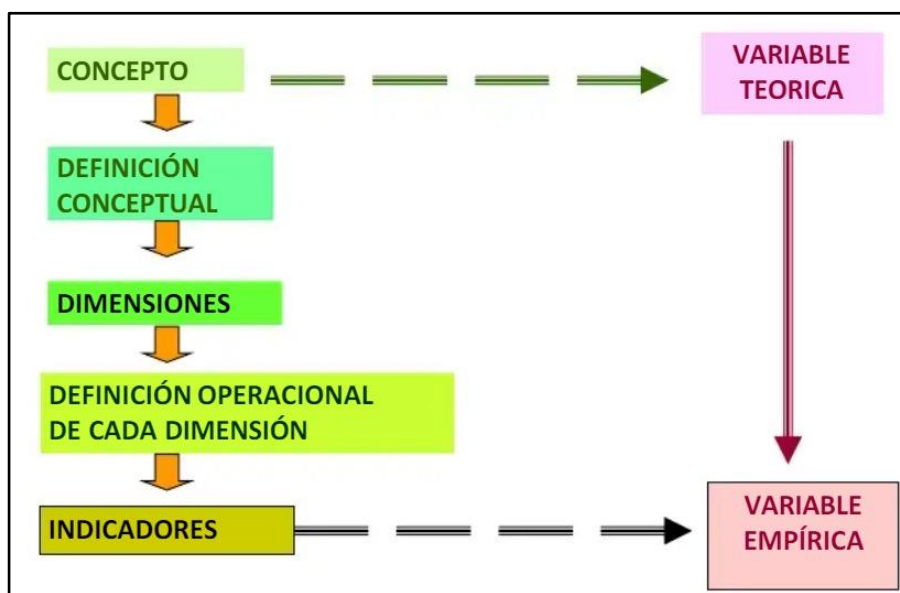 CONCEPTO
VARIABLE
TEORICA
DEFINICIÓN
CONCEPTUAL
DIMENSIONES
DEFINICIÓN OPERACIONAL
DE CADA DIMENSIÓN
INDICADORES
VARIABLE
EMPÍRICA